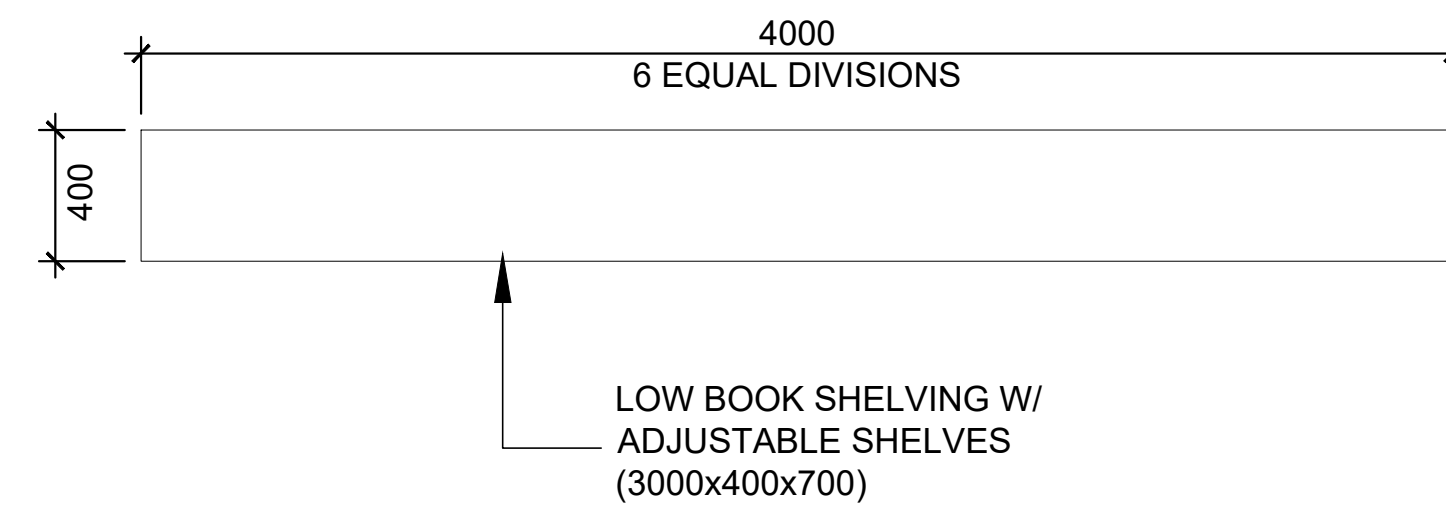 4000
6 EQUAL DIVISIONS
400
LOW BOOK SHELVING W/
ADJUSTABLE SHELVES
(3000x400x700)